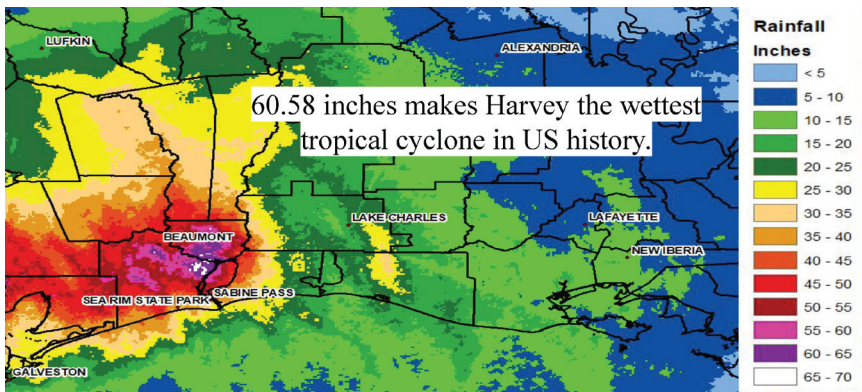 LUFKIN
ALEXANDRIA
60.58 inches makes Harvey the wettest
tropical cyclone in US history.
LAKE CHARLES
LAFAYETTE
BEAUMONT
NEW IBERIA
SEA RIM STATE PARK
SABINE PASS
GALVESTON
Rainfall
Inches
< 5
5 - 10
10 - 15
15 - 20
20 - 25
25 - 30
30 - 35
35 - 40
40 - 45
45 - 50
50 - 55
55 - 60
60 - 65
65 - 70